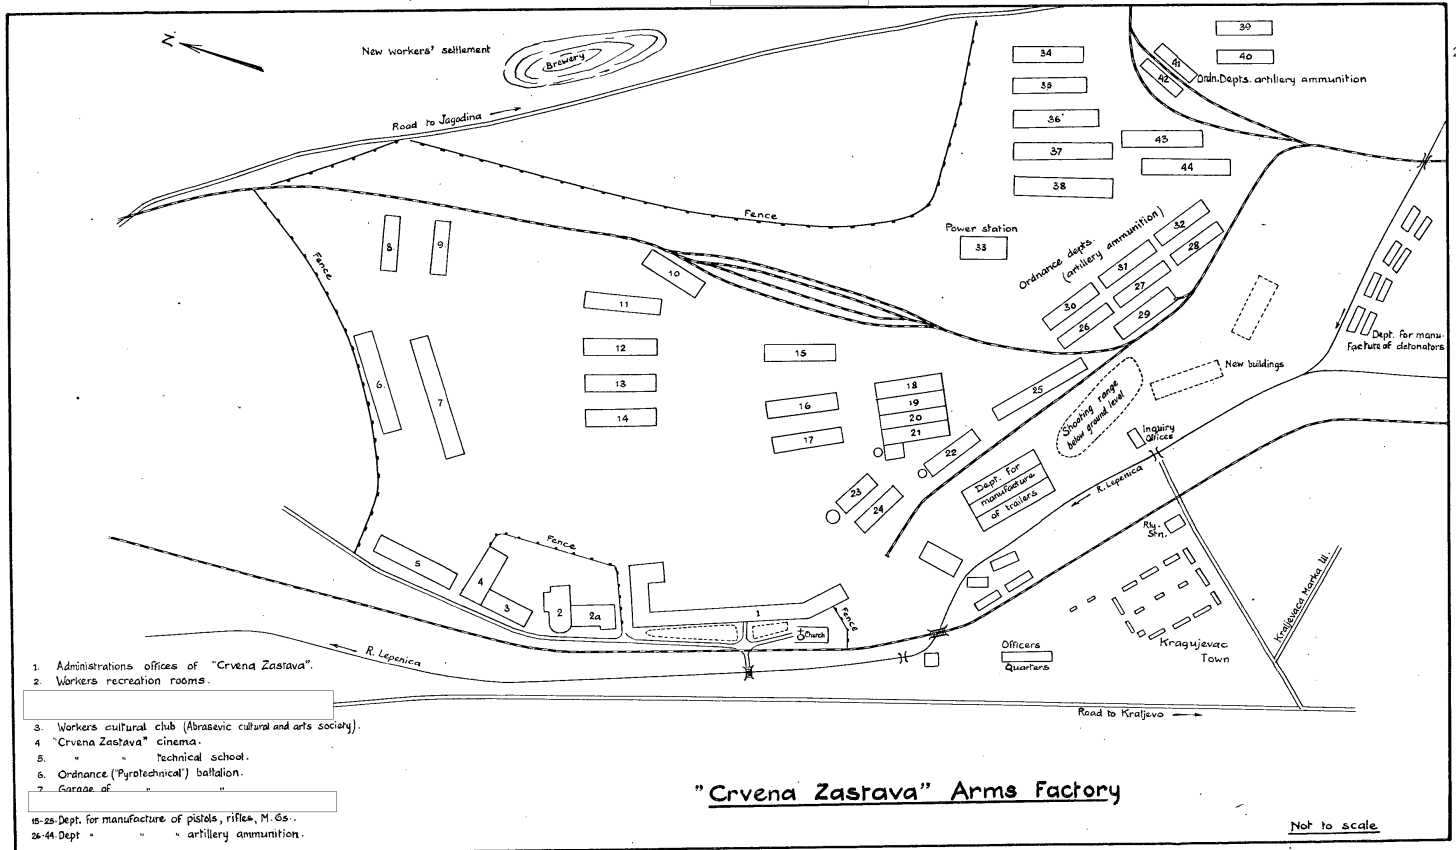 N
New workers' settlement
Brewery
Road to Jagodina
Fence
Fence
Fence
Fence
34
35
36
37
38
39
40
41
42
Ordn. Depts. artiliery ammunition
43
44
Power station
33
Ordnance depts.
(artiliery ammunition)
32
28
31
27
30
26
29
8.
9.
10
11
12
13
14
15
16
17
18
19
20
21
22
23
24
25
6.
7
Dept. for manu-
facture of detonators
New buildings
Shooting range
below ground level
Inquiry
Offices
Dept. for
manufacture
of trailers
R. Lepenica
Rly.
Stn.
5
4
3
2
2a
1
Church
R. Lepenica
Officers
Quarters
Kragujevac
Town
Kraljevaca Marka Ul.
Road to Kraljevo
1. Administrations offices of "Crvena Zastava".
2. Workers recreation rooms.
3. Workers cultural club (Abrasevic cultural and arts society).
4 "Crvena Zastava" cinema.
5. " " technical school.
6. Ordnance ("Pyrotechnical") battalion.
7 Garage of " "
15-25. Dept. for manufacture of pistols, rifles, M.Gs..
26-44. Dept " " " artillery ammunition.
"Crvena Zastava" Arms Factory
Not to scale